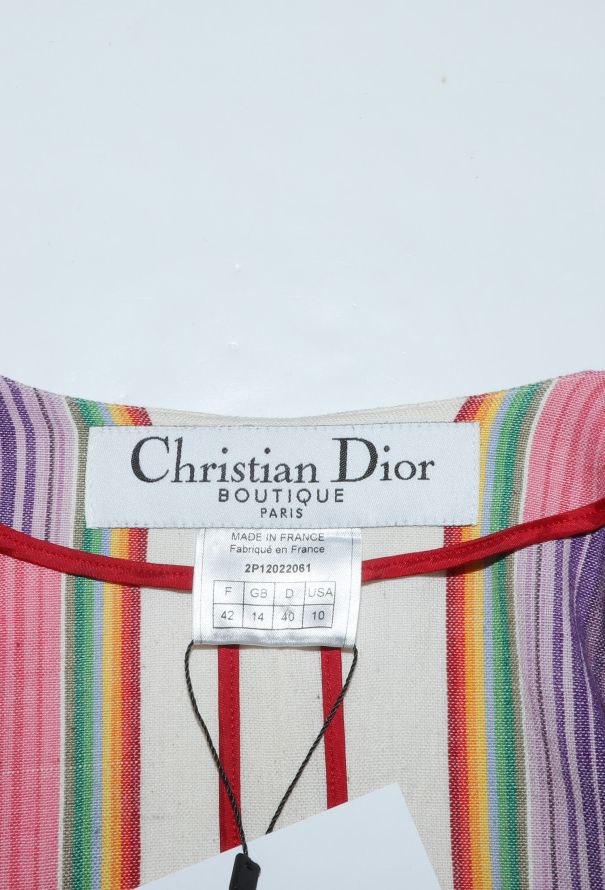 Christian Dior
BOUTIQUE
PARIS
MADE IN FRANCE
Fabriqué en France
2P12022061
F GB D USA
42 14 40 10